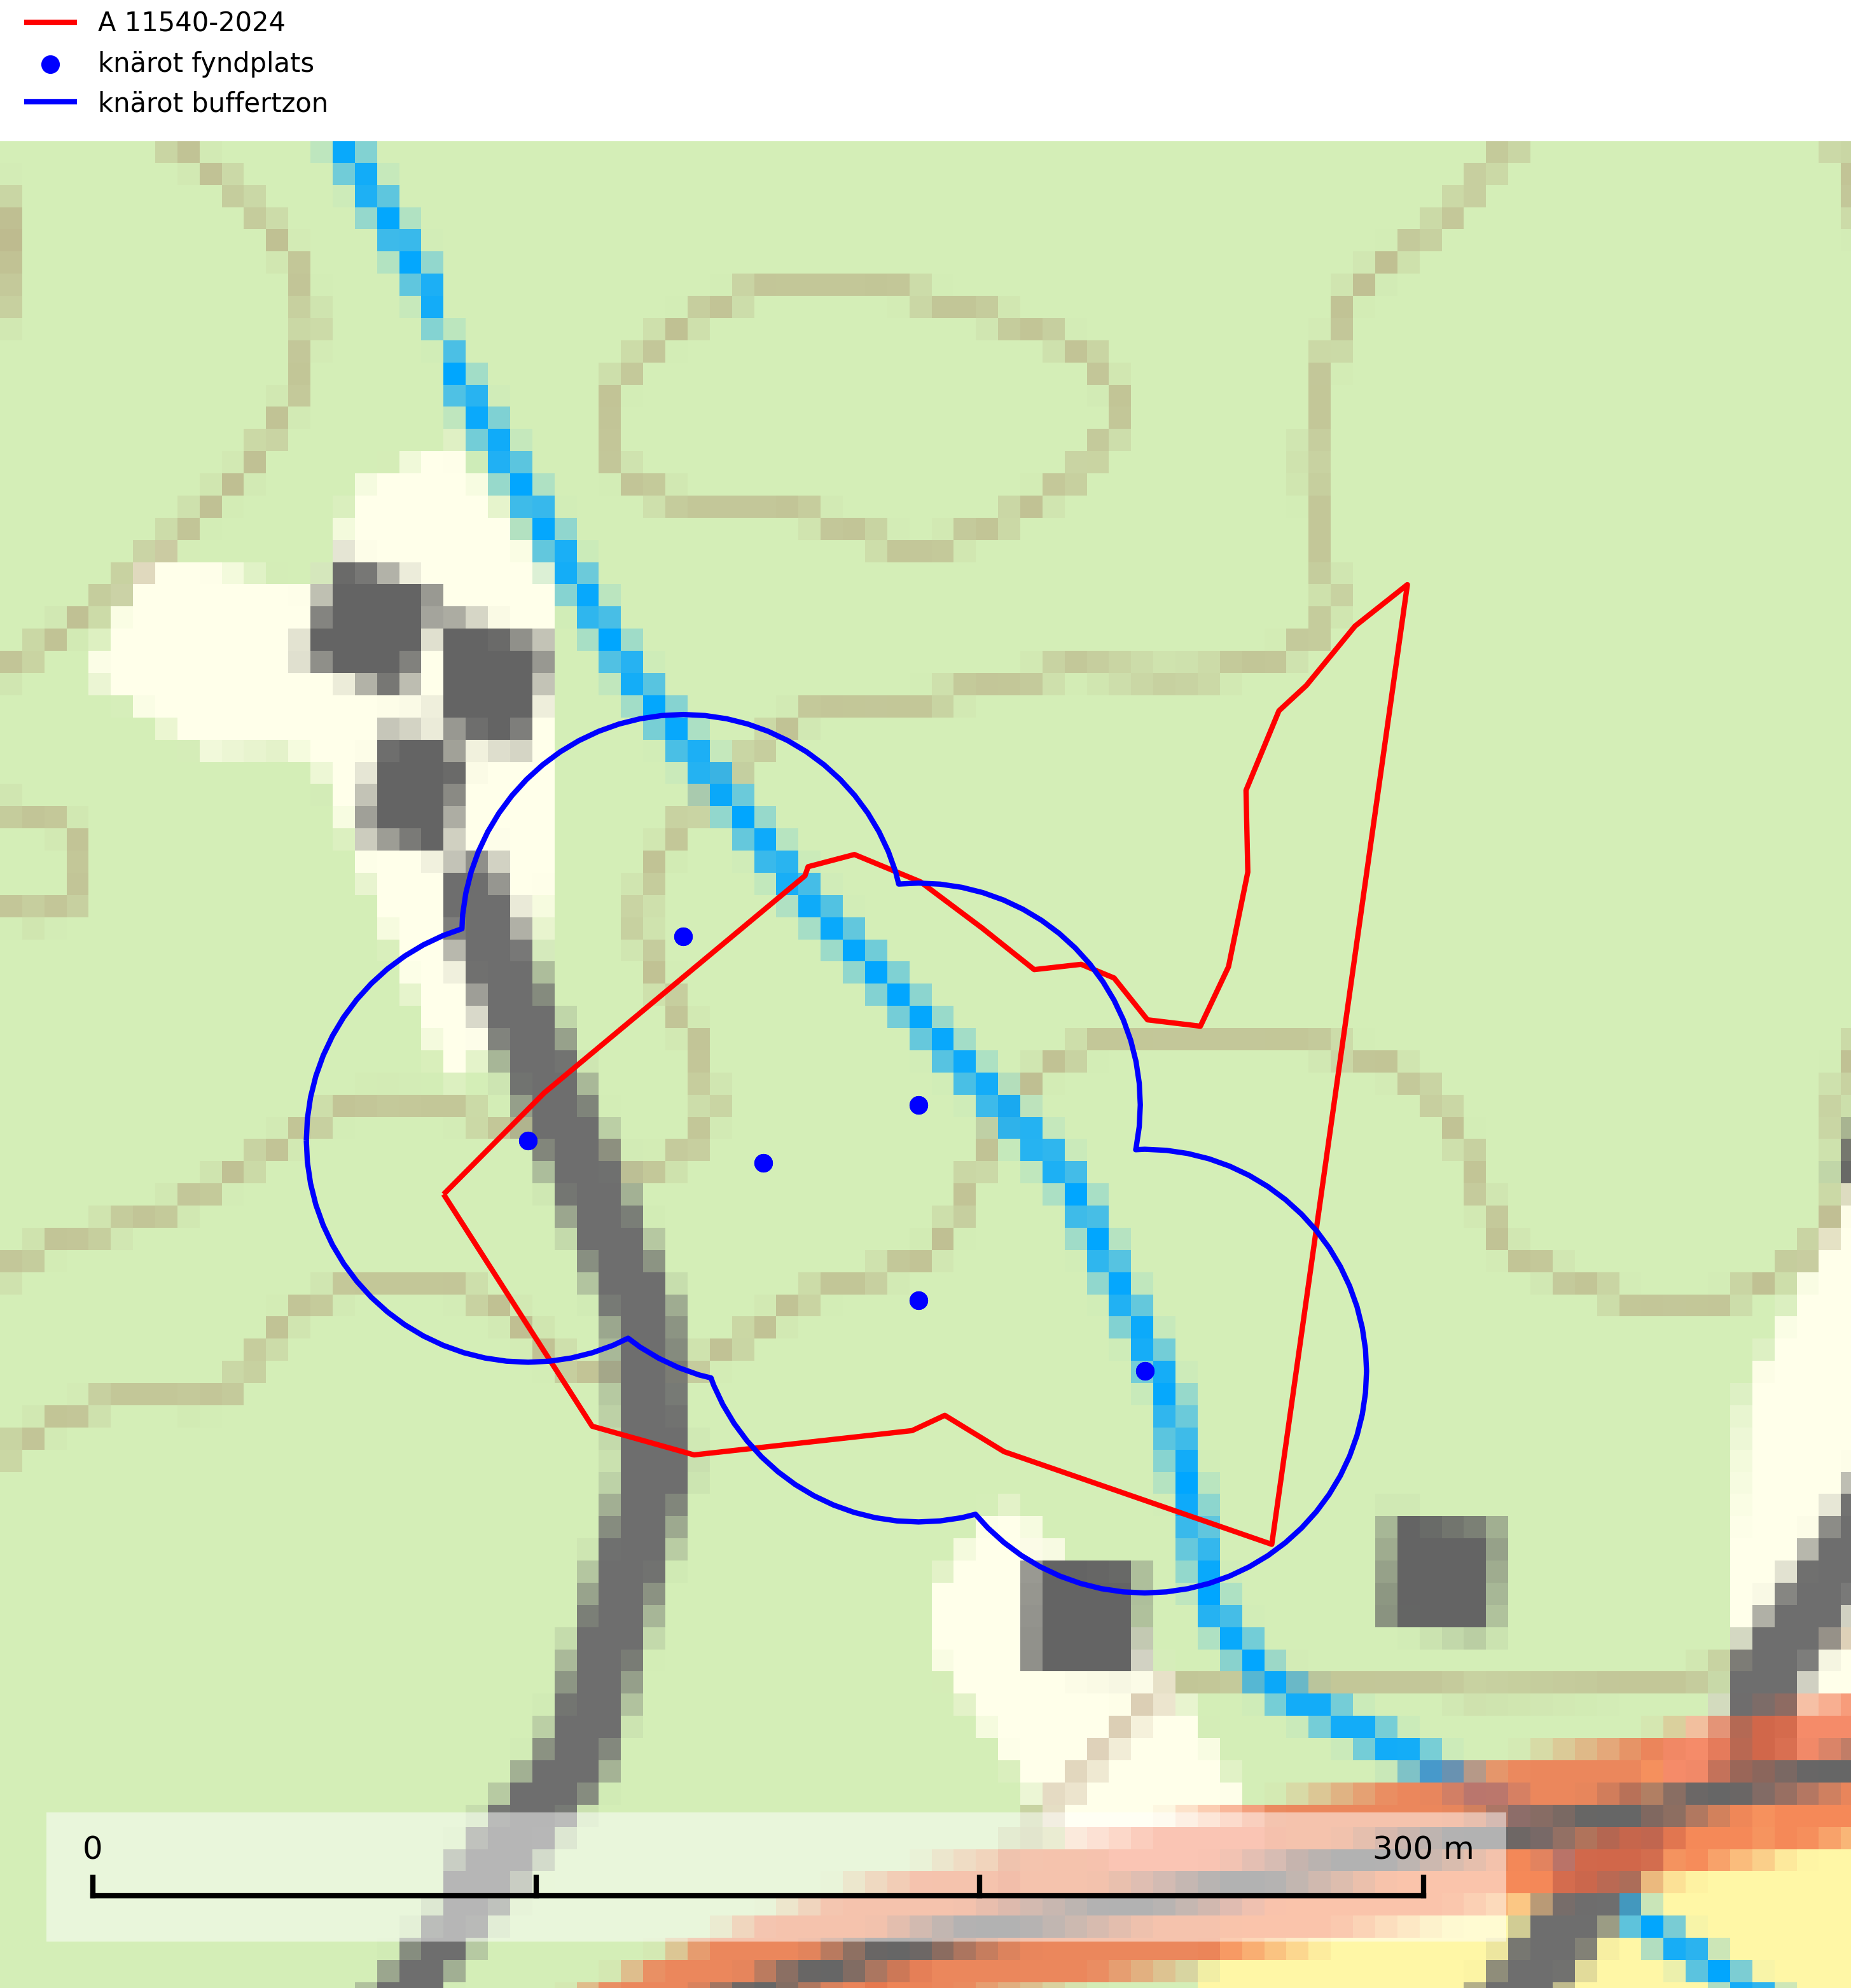 A 11540-2024
knärot fyndplats
knärot buffertzon
0 300 m